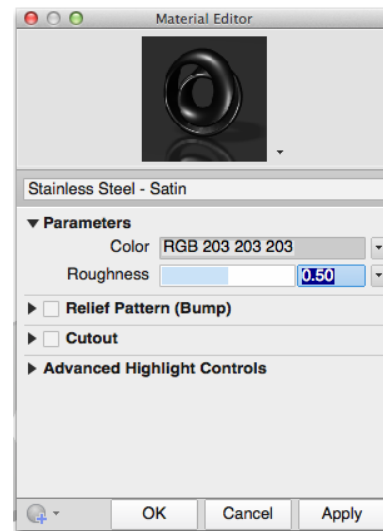 Material Editor
Stainless Steel - Satin
Parameters
Color RGB 203 203 203
Roughness 0.50
Relief Pattern (Bump)
Cutout
Advanced Highlight Controls
OK Cancel Apply